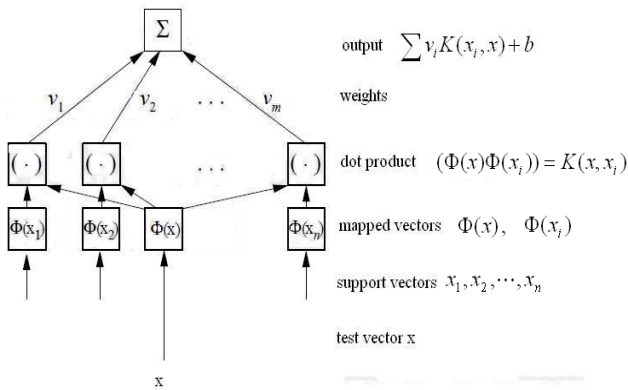 Σ
output ∑ v_i K(x_i, x) + b
v_1 v_2 ... v_m
weights
(·) (·) ... (·)
dot product (Φ(x)Φ(x_i)) = K(x, x_i)
Φ(x_1) Φ(x_2) Φ(x) Φ(x_n)
mapped vectors Φ(x), Φ(x_i)
support vectors x_1, x_2, ···, x_n
test vector x
x